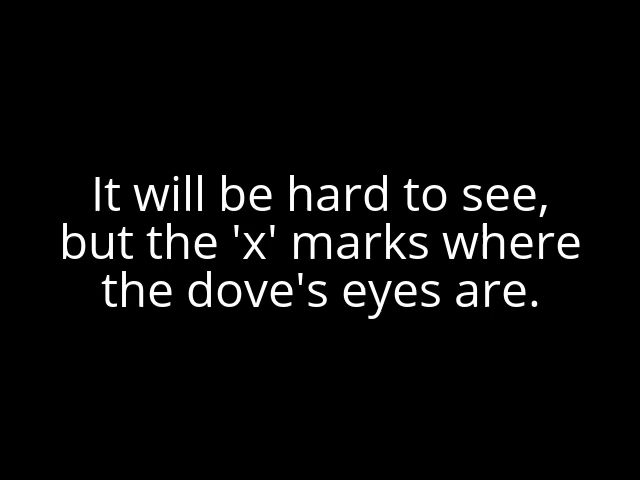 It will be hard to see,
but the 'x' marks where
the dove's eyes are.